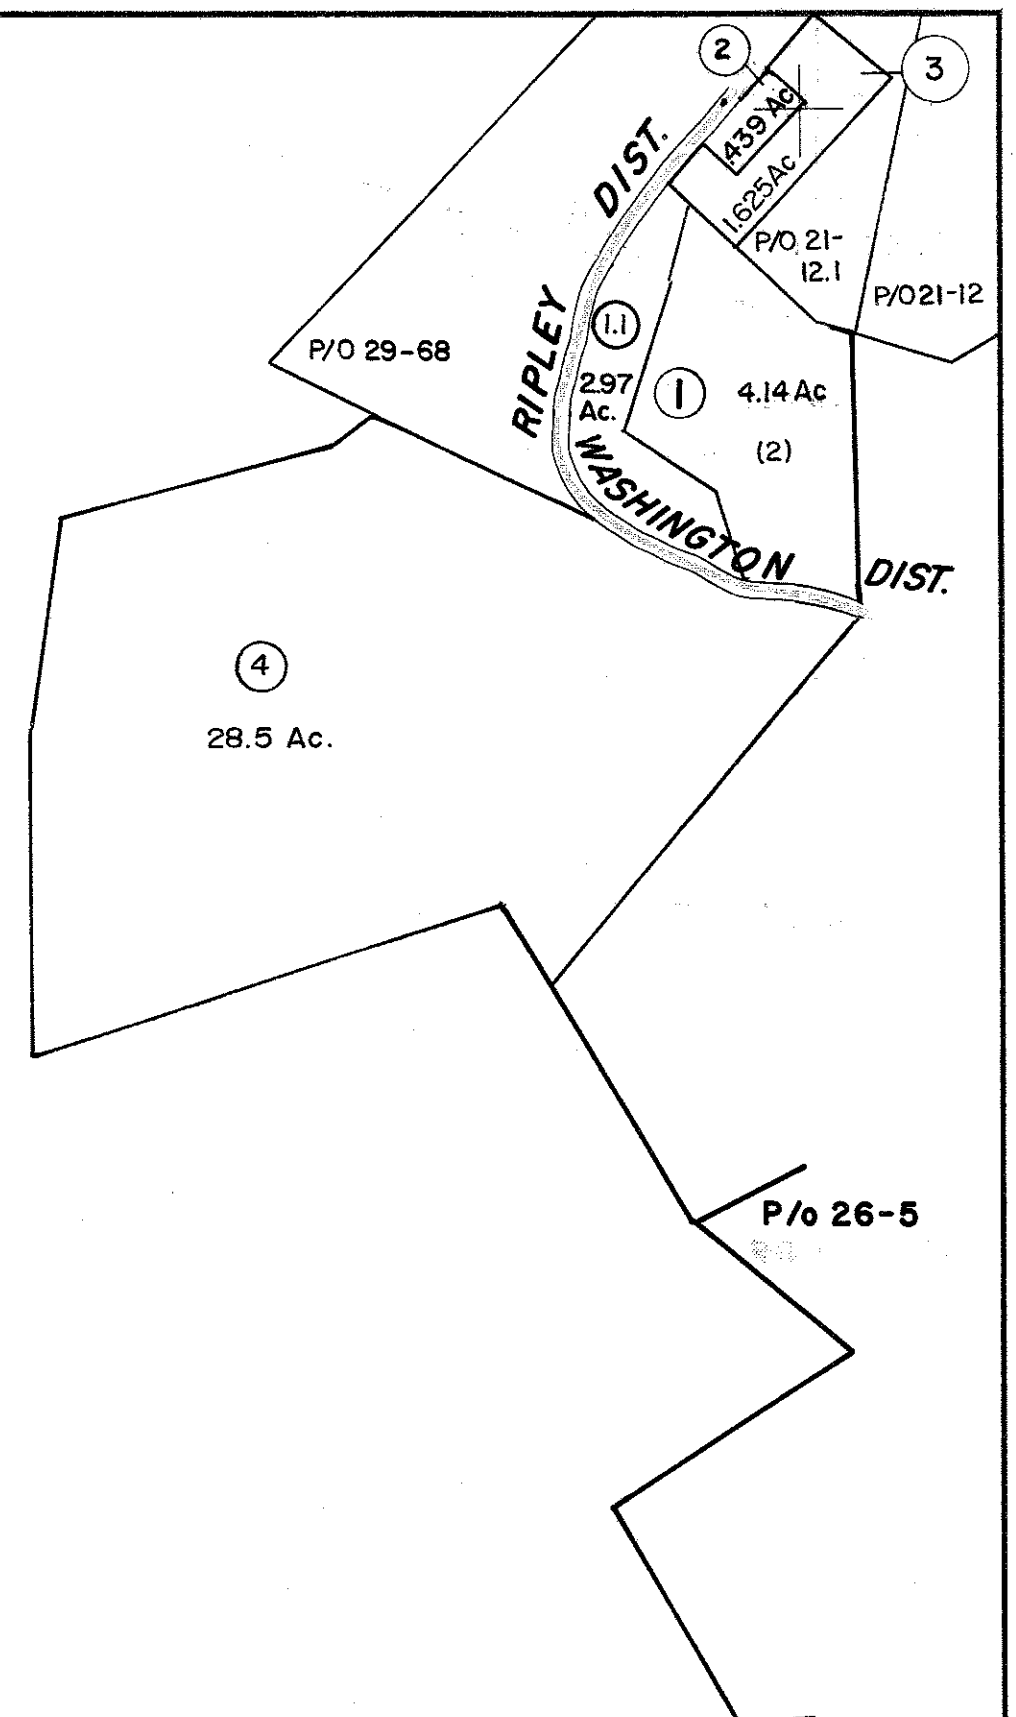 2
3
.439 Ac
1.625 Ac
DIST.
P/O 21-
12.1
P/O 21-12
RIPLEY
1.1
P/O 29-68
2.97
Ac.
1
4.14 Ac
(2)
WASHINGTON
DIST.
4
28.5 Ac.
P/o 26-5